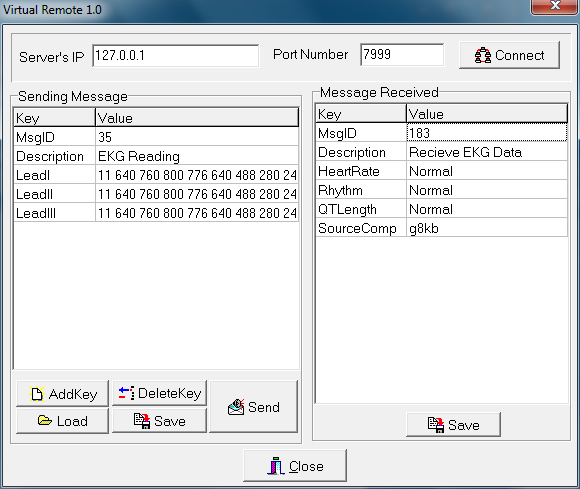 Virtual Remote 1.0
Server's IP 127.0.0.1 Port Number 7999 Connect
Sending Message
Key Value
MsgID 35
Description EKG Reading
LeadI 11 640 760 800 776 640 488 280 24
LeadII 11 640 760 800 776 640 488 280 24
LeadIII 11 640 760 800 776 640 488 280 24
AddKey DeleteKey Send
Load Save
Message Received
Key Value
MsgID 183
Description Recieve EKG Data
HeartRate Normal
Rhythm Normal
QTLength Normal
SourceComp g8kb
Save
Close